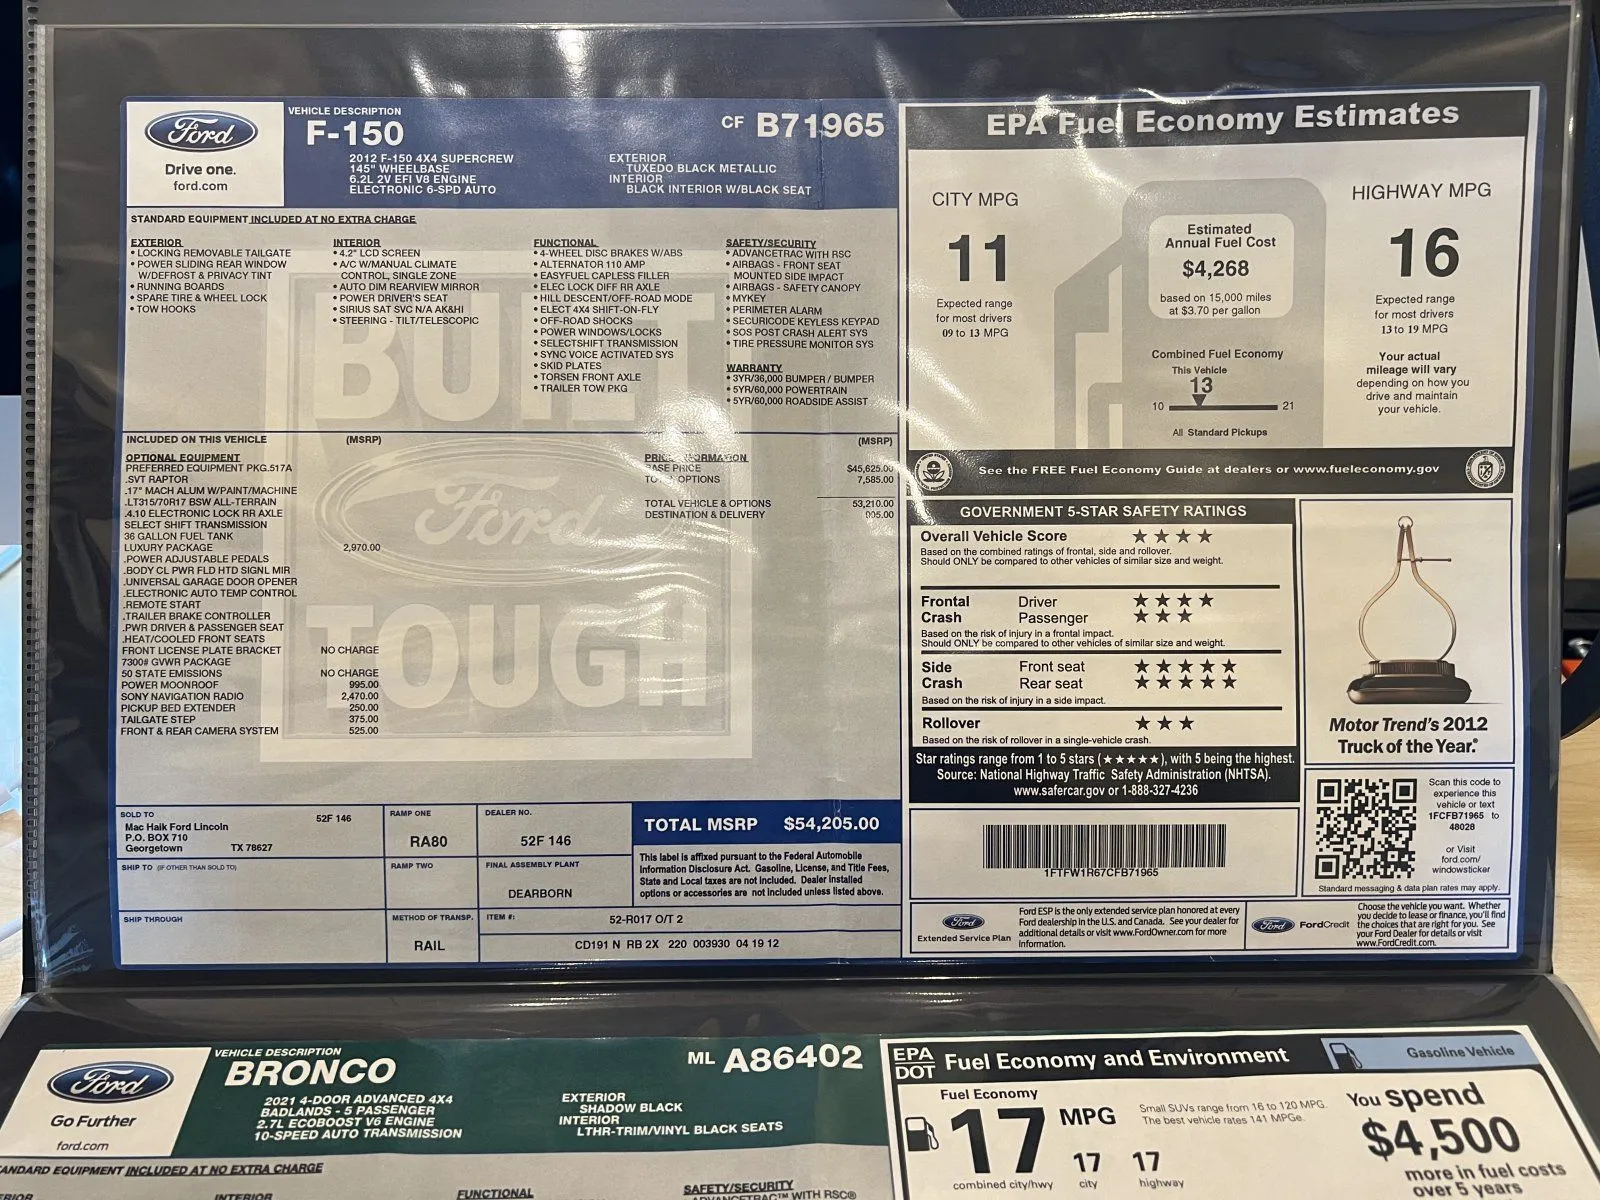 Ford
Drive one.
ford.com
VEHICLE DESCRIPTION
F-150
2012 F-150 4X4 SUPERCREW
145" WHEELBASE
6.2L 2V EFI V8 ENGINE
ELECTRONIC 6-SPD AUTO
CF B71965
EXTERIOR
TUXEDO BLACK METALLIC
INTERIOR
BLACK INTERIOR W/BLACK SEAT
STANDARD EQUIPMENT INCLUDED AT NO EXTRA CHARGE
EXTERIOR
• LOCKING REMOVABLE TAILGATE
• POWER SLIDING REAR WINDOW
W/DEFROST & PRIVACY TINT
• RUNNING BOARDS
• SPARE TIRE & WHEEL LOCK
• TOW HOOKS
INTERIOR
• 4.2" LCD SCREEN
• A/C W/MANUAL CLIMATE
CONTROL, SINGLE ZONE
• AUTO DIM REARVIEW MIRROR
• POWER DRIVER'S SEAT
• SIRIUS SAT SVC N/A AK&HI
• STEERING - TILT/TELESCOPIC
FUNCTIONAL
• 4-WHEEL DISC BRAKES W/ABS
• ALTERNATOR 110 AMP
• EASYFUEL CAPLESS FILLER
• ELEC LOCK DIFF RR AXLE
• HILL DESCENT/OFF-ROAD MODE
• ELECT 4X4 SHIFT-ON-FLY
• OFF-ROAD SHOCKS
• POWER WINDOWS/LOCKS
• SELECTSHIFT TRANSMISSION
• SYNC VOICE ACTIVATED SYS
• SKID PLATES
• TORSEN FRONT AXLE
• TRAILER TOW PKG
SAFETY/SECURITY
• ADVANCETRAC WITH RSC
• AIRBAGS - FRONT SEAT
MOUNTED SIDE IMPACT
• AIRBAGS - SAFETY CANOPY
• MYKEY
• PERIMETER ALARM
• SECURICODE KEYLESS KEYPAD
• SOS POST CRASH ALERT SYS
• TIRE PRESSURE MONITOR SYS
WARRANTY
• 3YR/36,000 BUMPER / BUMPER
• 5YR/60,000 POWERTRAIN
• 5YR/60,000 ROADSIDE ASSIST
BUILT
Ford
TOUGH
INCLUDED ON THIS VEHICLE (MSRP)
OPTIONAL EQUIPMENT
PREFERRED EQUIPMENT PKG.517A
.SVT RAPTOR
.17" MACH ALUM W/PAINT/MACHINE
.LT315/70R17 BSW ALL-TERRAIN
.4.10 ELECTRONIC LOCK RR AXLE
SELECT SHIFT TRANSMISSION
36 GALLON FUEL TANK
LUXURY PACKAGE 2,970.00
.POWER ADJUSTABLE PEDALS
.BODY CL PWR FLD HTD SIGNL MIR
.UNIVERSAL GARAGE DOOR OPENER
.ELECTRONIC AUTO TEMP CONTROL
.REMOTE START
.TRAILER BRAKE CONTROLLER
.PWR DRIVER & PASSENGER SEAT
.HEAT/COOLED FRONT SEATS
FRONT LICENSE PLATE BRACKET NO CHARGE
7300# GVWR PACKAGE
50 STATE EMISSIONS NO CHARGE
POWER MOONROOF 995.00
SONY NAVIGATION RADIO 2,470.00
PICKUP BED EXTENDER 250.00
TAILGATE STEP 375.00
FRONT & REAR CAMERA SYSTEM 525.00
(MSRP)
BASE PRICE $45,625.00
OPTIONS 7,585.00
TOTAL VEHICLE & OPTIONS 53,210.00
DESTINATION & DELIVERY
SOLD TO
52F 146
Mac Haik Ford Lincoln
P.O. BOX 710
Georgetown TX 78627
SHIP TO (IF OTHER THAN SOLD TO)
SHIP THROUGH
RAMP ONE
RA80
RAMP TWO
METHOD OF TRANSP.
RAIL
DEALER NO.
52F 146
FINAL ASSEMBLY PLANT
DEARBORN
ITEM #:
52-R017 O/T 2
CD191 N RB 2X 220 003930 04 19 12
TOTAL MSRP $54,205.00
This label is affixed pursuant to the Federal Automobile
Information Disclosure Act. Gasoline, License, and Title Fees,
State and Local taxes are not included. Dealer installed
options or accessories are not included unless listed above.
EPA Fuel Economy Estimates
CITY MPG
11
Expected range
for most drivers
09 to 13 MPG
Estimated
Annual Fuel Cost
$4,268
based on 15,000 miles
at $3.70 per gallon
Combined Fuel Economy
This Vehicle
13
10 21
All Standard Pickups
HIGHWAY MPG
16
Expected range
for most drivers
13 to 19 MPG
Your actual
mileage will vary
depending on how you
drive and maintain
your vehicle.
See the FREE Fuel Economy Guide at dealers or www.fueleconomy.gov
GOVERNMENT 5-STAR SAFETY RATINGS
Overall Vehicle Score ★★★★
Based on the combined ratings of frontal, side and rollover.
Should ONLY be compared to other vehicles of similar size and weight.
Frontal Driver ★★★★
Crash Passenger ★★★
Based on the risk of injury in a frontal impact.
Should ONLY be compared to other vehicles of similar size and weight.
Side Front seat ★★★★★
Crash Rear seat ★★★★★
Based on the risk of injury in a side impact.
Rollover ★★★
Based on the risk of rollover in a single-vehicle crash.
Star ratings range from 1 to 5 stars (★★★★★), with 5 being the highest.
Source: National Highway Traffic Safety Administration (NHTSA).
www.safercar.gov or 1-888-327-4236
Motor Trend's 2012
Truck of the Year.®
1FTFW1R67CFB71965
Scan this code to
experience this
vehicle or text
1FCFB71965 to
48028
or Visit
ford.com/
windowsticker
Standard messaging & data plan rates may apply.
Ford
Extended Service Plan
Ford ESP is the only extended service plan honored at every
Ford dealership in the U.S. and Canada. See your dealer for
additional details or visit www.FordOwner.com for more
information.
Ford FordCredit
Choose the vehicle you want. Whether
you decide to lease or finance, you'll find
the choices that are right for you. See
your Ford Dealer for details or visit
www.FordCredit.com.
Ford
Go Further
ford.com
VEHICLE DESCRIPTION
BRONCO
2021 4-DOOR ADVANCED 4X4
BADLANDS - 5 PASSENGER
2.7L ECOBOOST V6 ENGINE
10-SPEED AUTO TRANSMISSION
ML A86402
EXTERIOR
SHADOW BLACK
INTERIOR
LTHR-TRIM/VINYL BLACK SEATS
ANDARD EQUIPMENT INCLUDED AT NO EXTRA CHARGE
INTERIOR
FUNCTIONAL
SAFETY/SECURITY
WITH RSC®
EPA
DOT
Fuel Economy and Environment
Gasoline Vehicle
Fuel Economy
17 MPG
combined city/hwy
17
city
17
highway
Small SUVs range from 16 to 120 MPG.
The best vehicle rates 141 MPGe.
You spend
$4,500
more in fuel costs
over 5 years